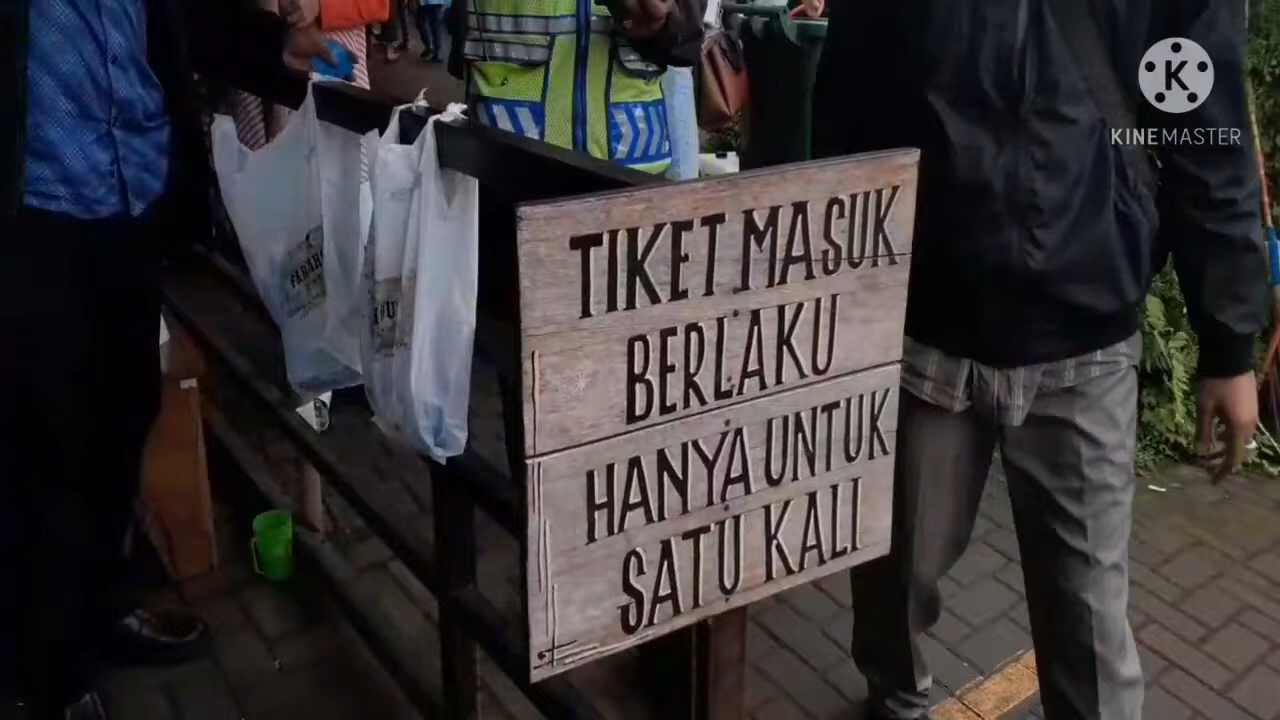 KINEMASTER
TIKET MASUK
BERLAKU
HANYA UNTUK
SATU KALI